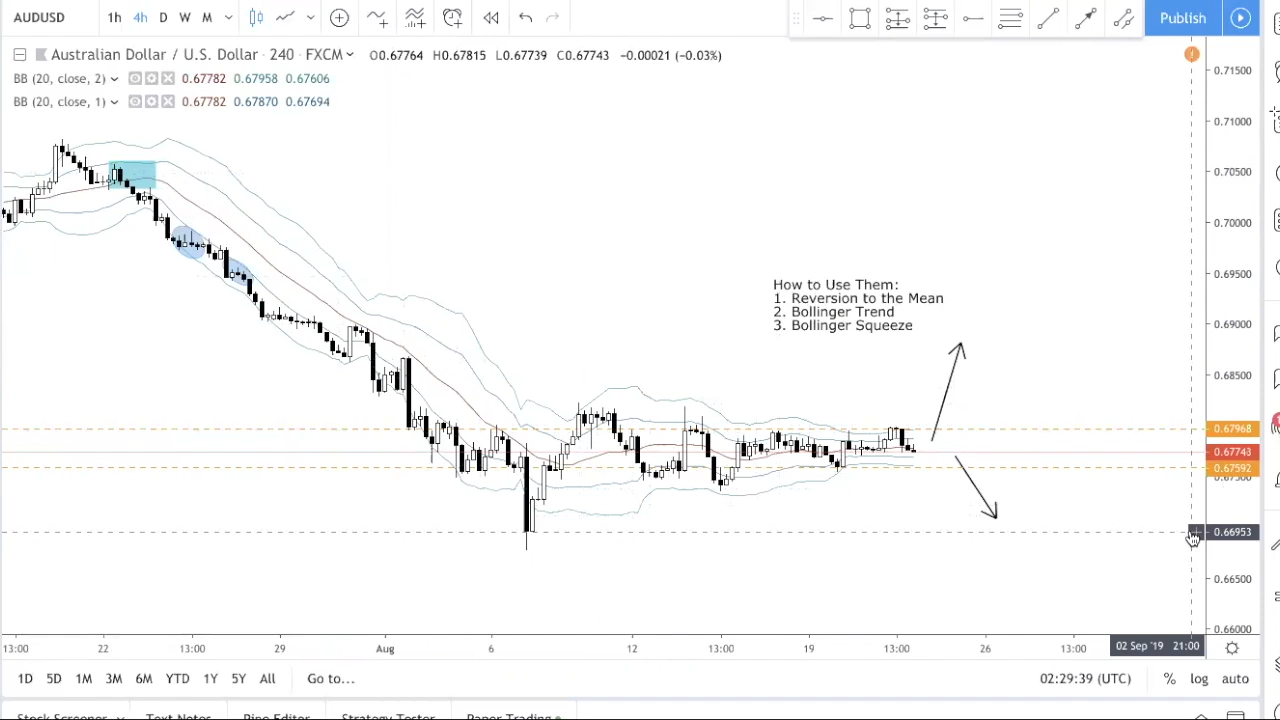 AUDUSD 1h 4h D W M Publish
Australian Dollar / U.S. Dollar · 240 · FXCM O0.67764 H0.67815 L0.67739 C0.67743 −0.00021 (−0.03%)
BB (20, close, 2) 0.67782 0.67958 0.67606
BB (20, close, 1) 0.67782 0.67870 0.67694
0.71500
0.71000
0.70500
0.70000
0.69500
0.69000
0.68500
How to Use Them:
1. Reversion to the Mean
2. Bollinger Trend
3. Bollinger Squeeze
0.67968
0.67743
0.67592
0.67500
0.66953
0.66500
0.66000
13:00 22 13:00 29 Aug 6 12 13:00 19 13:00 26 13:00 02 Sep '19 21:00
1D 5D 1M 3M 6M YTD 1Y 5Y All Go to... 02:29:39 (UTC) % log auto
Stock Screener Text Notes Pine Editor Strategy Tester Paper Trading